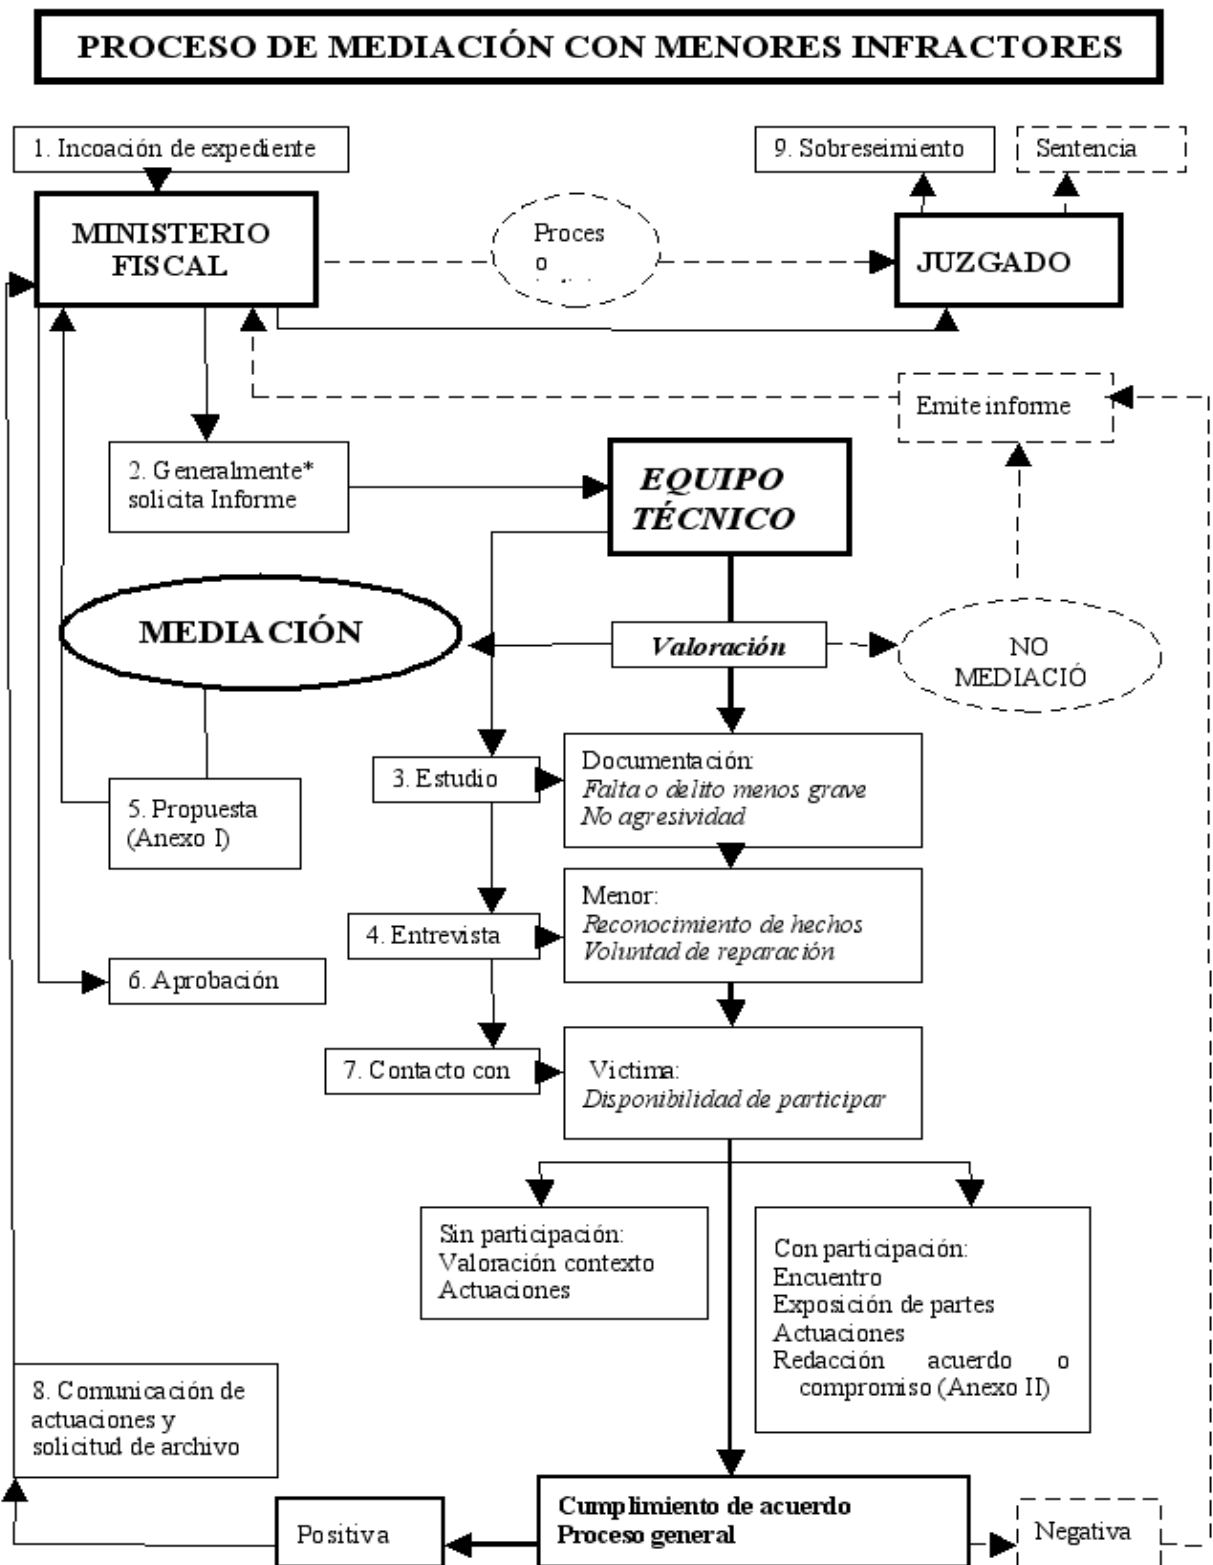 PROCESO DE MEDIACIÓN CON MENORES INFRACTORES
1. Incoación de expediente
9. Sobreseimiento
Sentencia
MINISTERIO
FISCAL
Proces
o
JUZGADO
Emite informe
2. Generalmente*
solicita Informe
EQUIPO
TÉCNICO
MEDIACIÓN
Valoración
NO
MEDIACIÓ
3. Estudio
Documentación:
Falta o delito menos grave
No agresividad
5. Propuesta
(Anexo I)
4. Entrevista
Menor:
Reconocimiento de hechos
Voluntad de reparación
6. Aprobación
7. Contacto con
Victima:
Disponibilidad de participar
Sin participación:
Valoración contexto
Actuaciones
Con participación:
Encuentro
Exposición de partes
Actuaciones
Redacción acuerdo o
compromiso (Anexo II)
8. Comunicación de
actuaciones y
solicitud de archivo
Positiva
Cumplimiento de acuerdo
Proceso general
Negativa